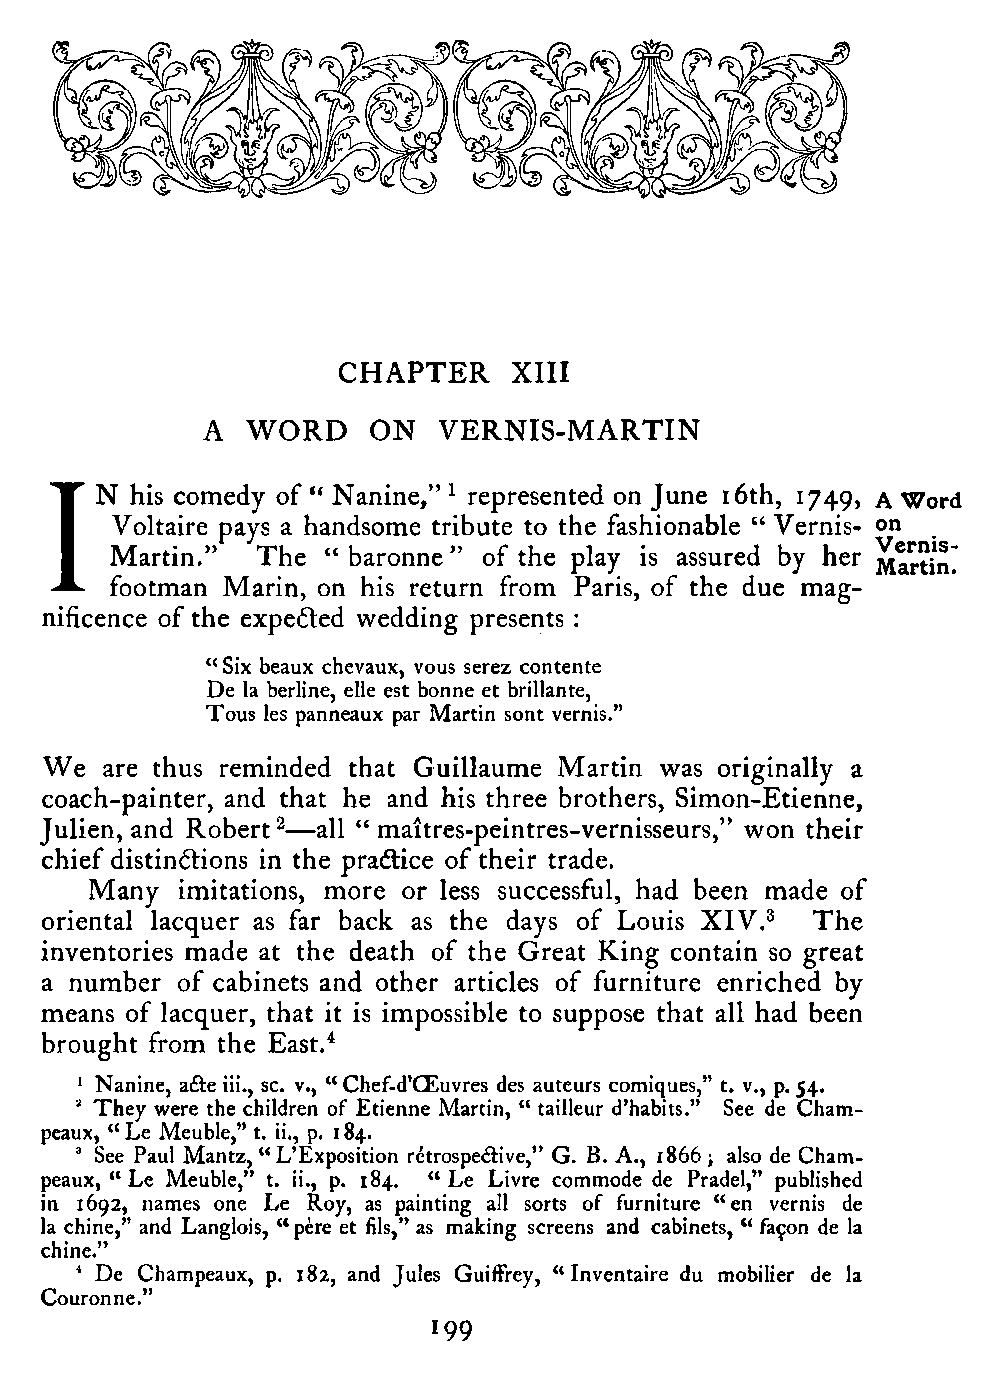 CHAPTER XIII
A WORD ON VERNIS-MARTIN
IN his comedy of “ Nanine,” ¹ represented on June 16th, 1749,
Voltaire pays a handsome tribute to the fashionable “ Vernis-
Martin.” The “ baronne ” of the play is assured by her
footman Marin, on his return from Paris, of the due mag-
nificence of the expected wedding presents :
A Word
on
Vernis-
Martin.
“ Six beaux chevaux, vous serez contente
De la berline, elle est bonne et brillante,
Tous les panneaux par Martin sont vernis.”
We are thus reminded that Guillaume Martin was originally a
coach-painter, and that he and his three brothers, Simon-Etienne,
Julien, and Robert ²—all “ maîtres-peintres-vernisseurs,” won their
chief distinctions in the practice of their trade.
Many imitations, more or less successful, had been made of
oriental lacquer as far back as the days of Louis XIV.³ The
inventories made at the death of the Great King contain so great
a number of cabinets and other articles of furniture enriched by
means of lacquer, that it is impossible to suppose that all had been
brought from the East.⁴
¹ Nanine, acte iii., sc. v., “ Chef-d’Œuvres des auteurs comiques,” t. v., p. 54.
² They were the children of Etienne Martin, “ tailleur d’habits.” See de Cham-
peaux, “ Le Meuble,” t. ii., p. 184.
³ See Paul Mantz, “ L’Exposition rétrospective,” G. B. A., 1866 ; also de Cham-
peaux, “ Le Meuble,” t. ii., p. 184. “ Le Livre commode de Pradel,” published
in 1692, names one Le Roy, as painting all sorts of furniture “ en vernis de
la chine,” and Langlois, “ père et fils,” as making screens and cabinets, “ façon de la
chine.”
⁴ De Champeaux, p. 182, and Jules Guiffrey, “ Inventaire du mobilier de la
Couronne.”
199